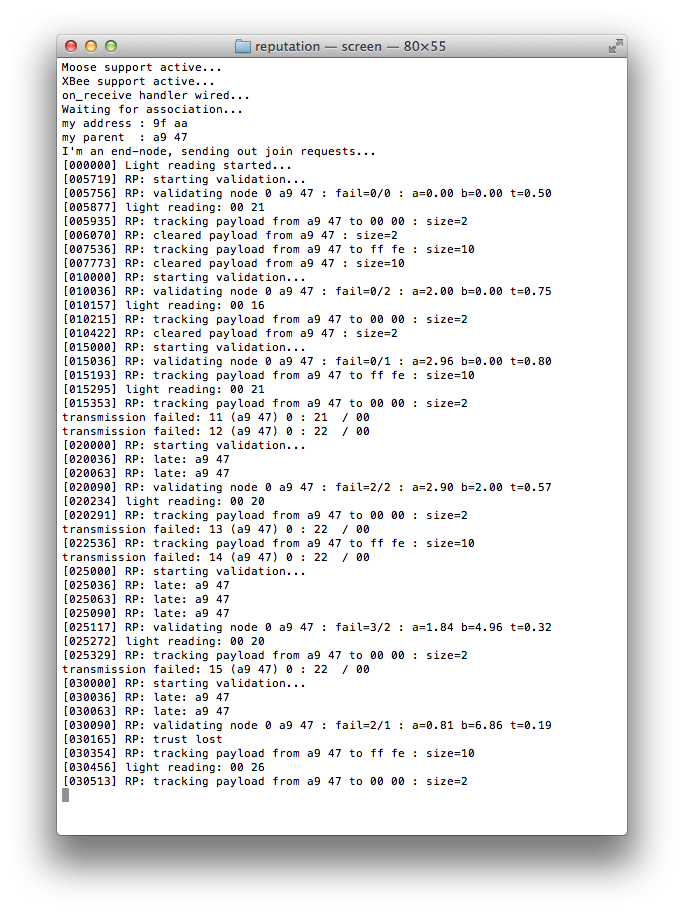 reputation — screen — 80×55
Moose support active...
XBee support active...
on_receive handler wired...
Waiting for association...
my address : 9f aa
my parent  : a9 47
I'm an end-node, sending out join requests...
[000000] Light reading started...
[005719] RP: starting validation...
[005756] RP: validating node 0 a9 47 : fail=0/0 : a=0.00 b=0.00 t=0.50
[005877] light reading: 00 21
[005935] RP: tracking payload from a9 47 to 00 00 : size=2
[006070] RP: cleared payload from a9 47 : size=2
[007536] RP: tracking payload from a9 47 to ff fe : size=10
[007773] RP: cleared payload from a9 47 : size=10
[010000] RP: starting validation...
[010036] RP: validating node 0 a9 47 : fail=0/2 : a=2.00 b=0.00 t=0.75
[010157] light reading: 00 16
[010215] RP: tracking payload from a9 47 to 00 00 : size=2
[010422] RP: cleared payload from a9 47 : size=2
[015000] RP: starting validation...
[015036] RP: validating node 0 a9 47 : fail=0/1 : a=2.96 b=0.00 t=0.80
[015193] RP: tracking payload from a9 47 to ff fe : size=10
[015295] light reading: 00 21
[015353] RP: tracking payload from a9 47 to 00 00 : size=2
transmission failed: 11 (a9 47) 0 : 21  / 00
transmission failed: 12 (a9 47) 0 : 22  / 00
[020000] RP: starting validation...
[020036] RP: late: a9 47
[020063] RP: late: a9 47
[020090] RP: validating node 0 a9 47 : fail=2/2 : a=2.90 b=2.00 t=0.57
[020234] light reading: 00 20
[020291] RP: tracking payload from a9 47 to 00 00 : size=2
transmission failed: 13 (a9 47) 0 : 22  / 00
[022536] RP: tracking payload from a9 47 to ff fe : size=10
transmission failed: 14 (a9 47) 0 : 22  / 00
[025000] RP: starting validation...
[025036] RP: late: a9 47
[025063] RP: late: a9 47
[025090] RP: late: a9 47
[025117] RP: validating node 0 a9 47 : fail=3/2 : a=1.84 b=4.96 t=0.32
[025272] light reading: 00 20
[025329] RP: tracking payload from a9 47 to 00 00 : size=2
transmission failed: 15 (a9 47) 0 : 22  / 00
[030000] RP: starting validation...
[030036] RP: late: a9 47
[030063] RP: late: a9 47
[030090] RP: validating node 0 a9 47 : fail=2/1 : a=0.81 b=6.86 t=0.19
[030165] RP: trust lost
[030354] RP: tracking payload from a9 47 to ff fe : size=10
[030456] light reading: 00 26
[030513] RP: tracking payload from a9 47 to 00 00 : size=2